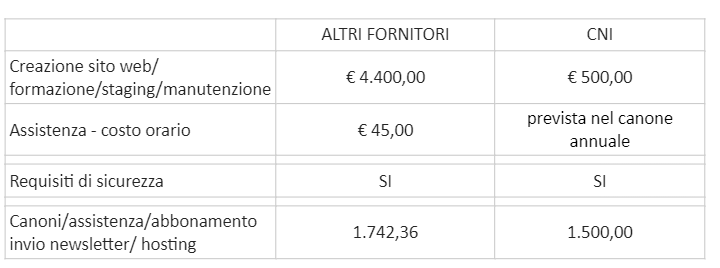 ALTRI FORNITORI CNI
Creazione sito web/
formazione/staging/manutenzione € 4.400,00 € 500,00
Assistenza - costo orario € 45,00 prevista nel canone
annuale
Requisiti di sicurezza SI SI
Canoni/assistenza/abbonamento
invio newsletter/ hosting 1.742,36 1.500,00